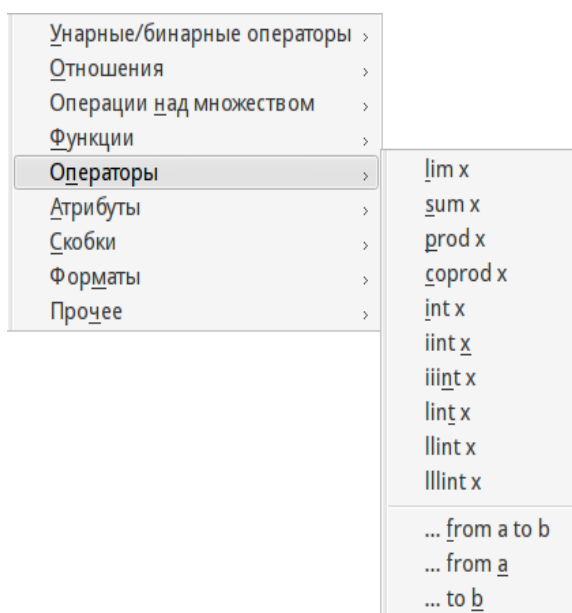 Унарные/бинарные операторы
Отношения
Операции над множеством
Функции
Операторы
Атрибуты
Скобки
Форматы
Прочее
lim x
sum x
prod x
coprod x
int x
iint x
iiint x
lint x
llint x
lllint x
... from a to b
... from a
... to b